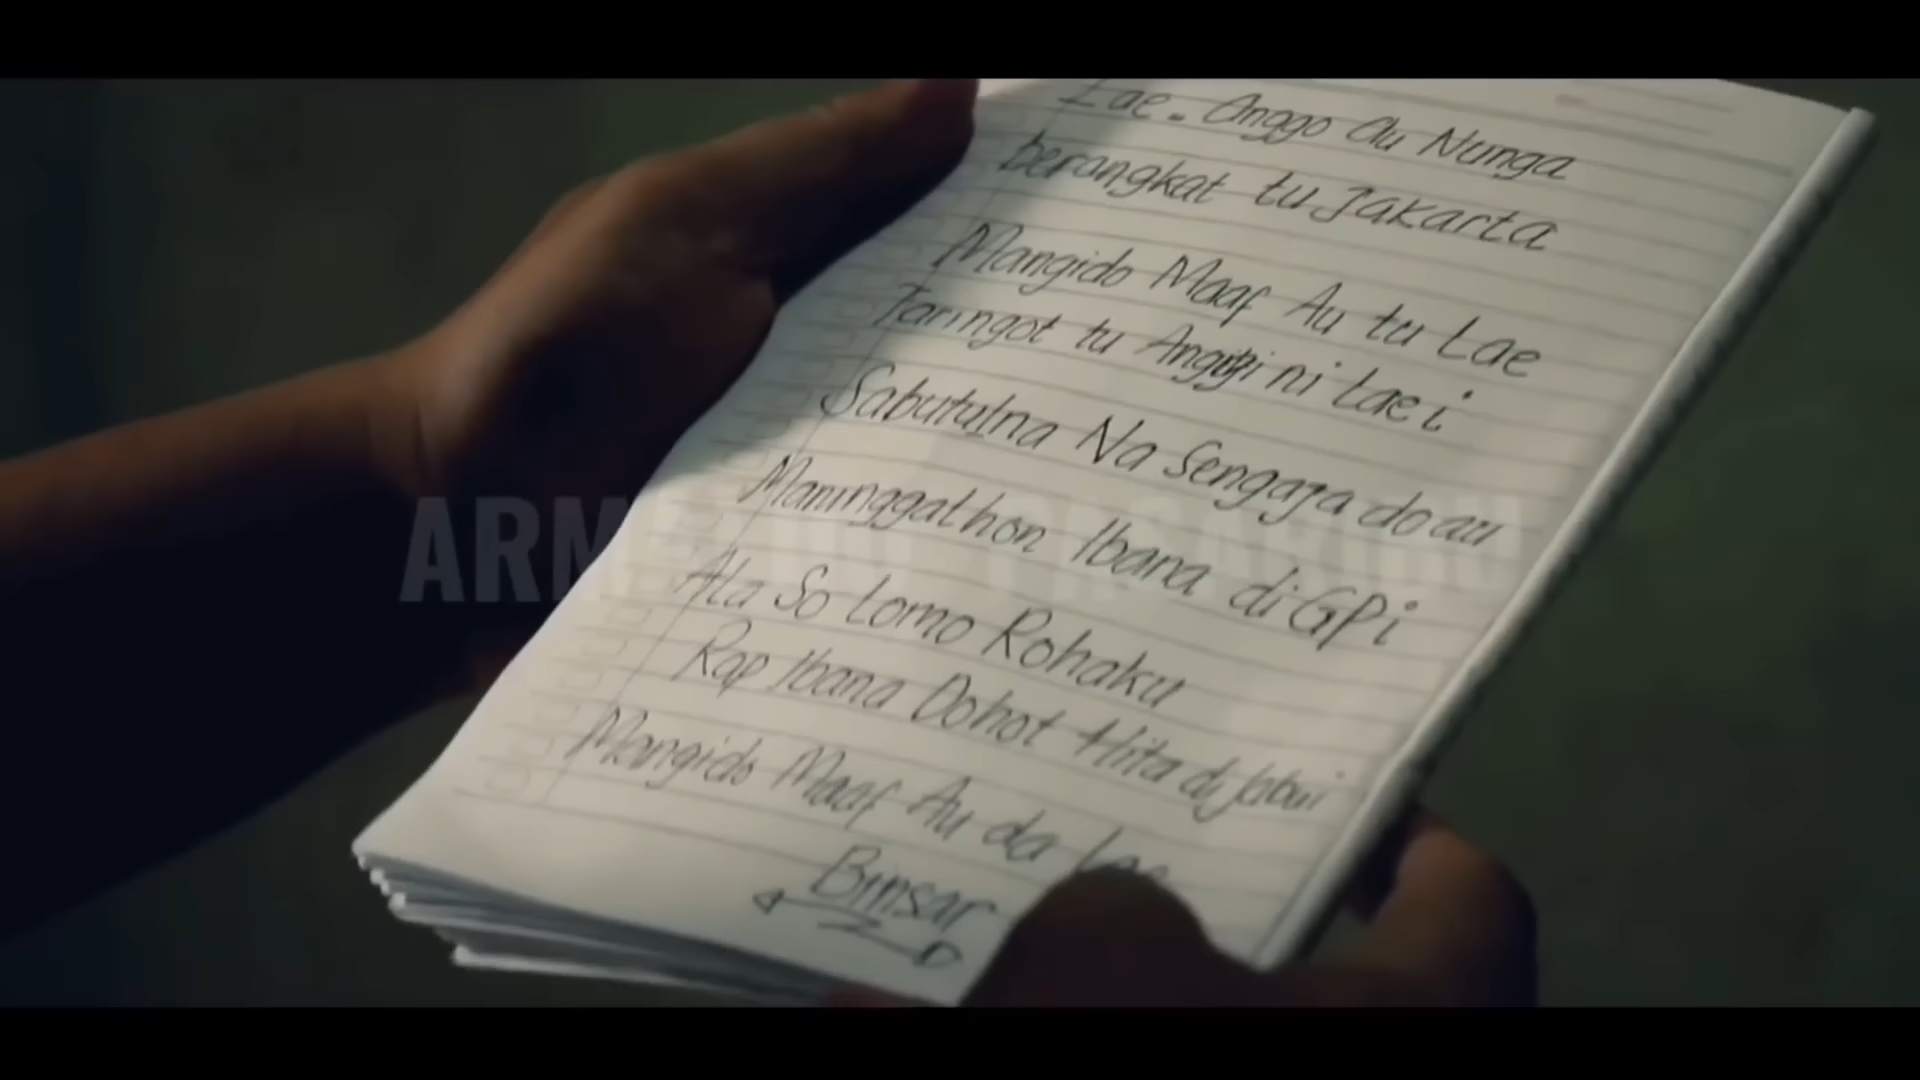 Lae. Anggo Au Nunga
berangkat tu Jakarta
Mangido Maaf Au tu Lae
Taringot tu Anggi ni Lae i
Sabutulna Na Sengaja do au
Maninggalhon Ibana di GPi
Ala So Lomo Rohaku
Rap Ibana Dohot Hita di Jabui
Mangido Maaf Au da Lae
Binsar